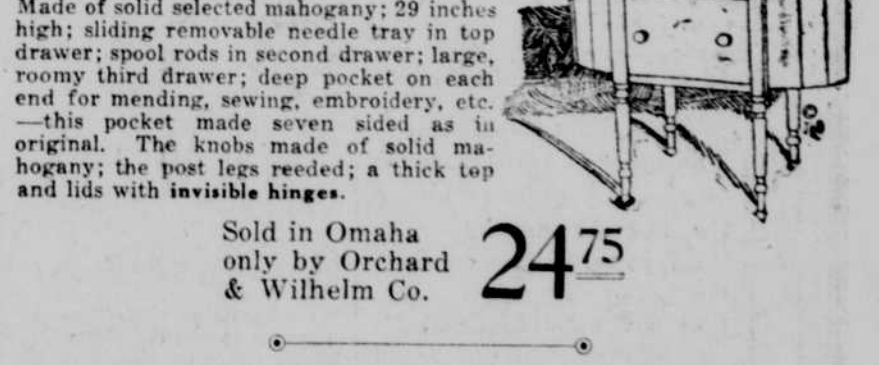 Made of solid selected mahogany; 29 inches
high; sliding removable needle tray in top
drawer; spool rods in second drawer; large,
roomy third drawer; deep pocket on each
end for mending, sewing, embroidery, etc.
—this pocket made seven sided as in
original. The knobs made of solid ma-
hogany; the post legs reeded; a thick top
and lids with invisible hinges.
Sold in Omaha
only by Orchard
& Wilhelm Co.
24 75